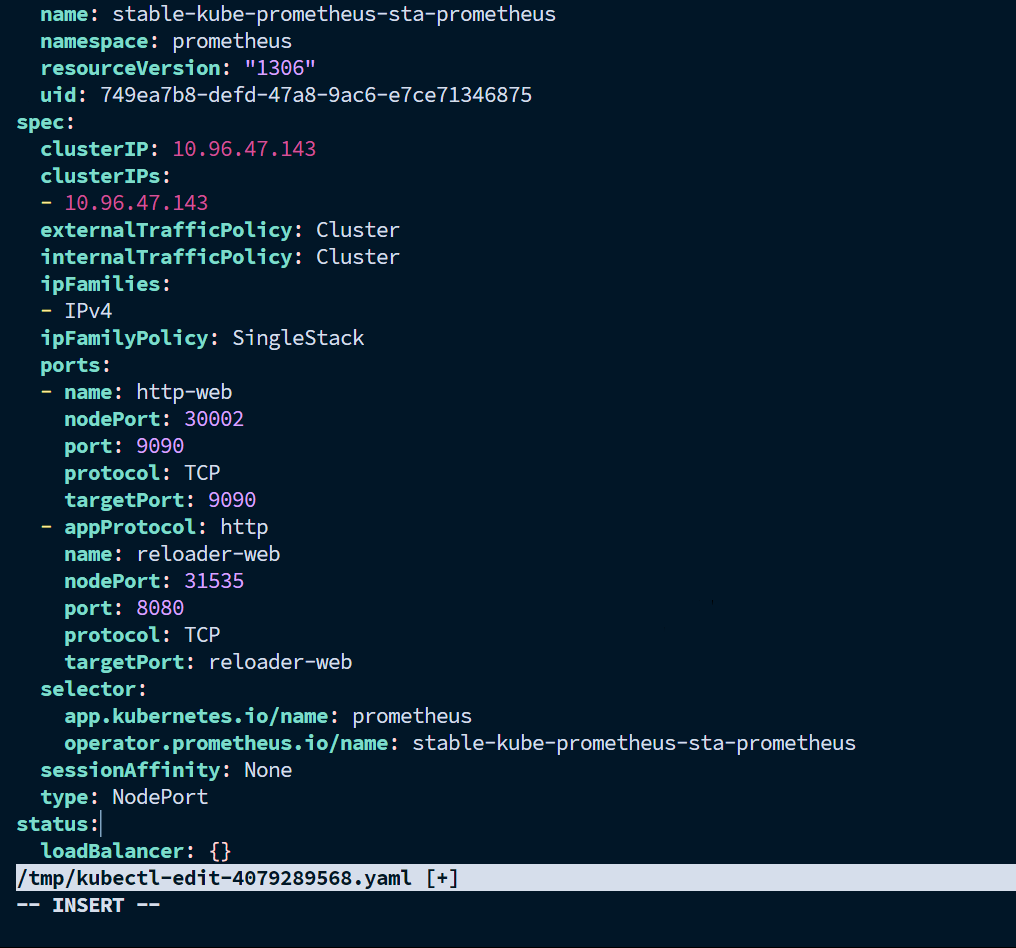 name: stable-kube-prometheus-sta-prometheus
namespace: prometheus
resourceVersion: "1306"
uid: 749ea7b8-defd-47a8-9ac6-e7ce71346875
spec:
clusterIP: 10.96.47.143
clusterIPs:
- 10.96.47.143
externalTrafficPolicy: Cluster
internalTrafficPolicy: Cluster
ipFamilies:
- IPv4
ipFamilyPolicy: SingleStack
ports:
- name: http-web
nodePort: 30002
port: 9090
protocol: TCP
targetPort: 9090
- appProtocol: http
name: reloader-web
nodePort: 31535
port: 8080
protocol: TCP
targetPort: reloader-web
selector:
app.kubernetes.io/name: prometheus
operator.prometheus.io/name: stable-kube-prometheus-sta-prometheus
sessionAffinity: None
type: NodePort
status:
loadBalancer: {}
/tmp/kubectl-edit-4079289568.yaml [+]
-- INSERT --